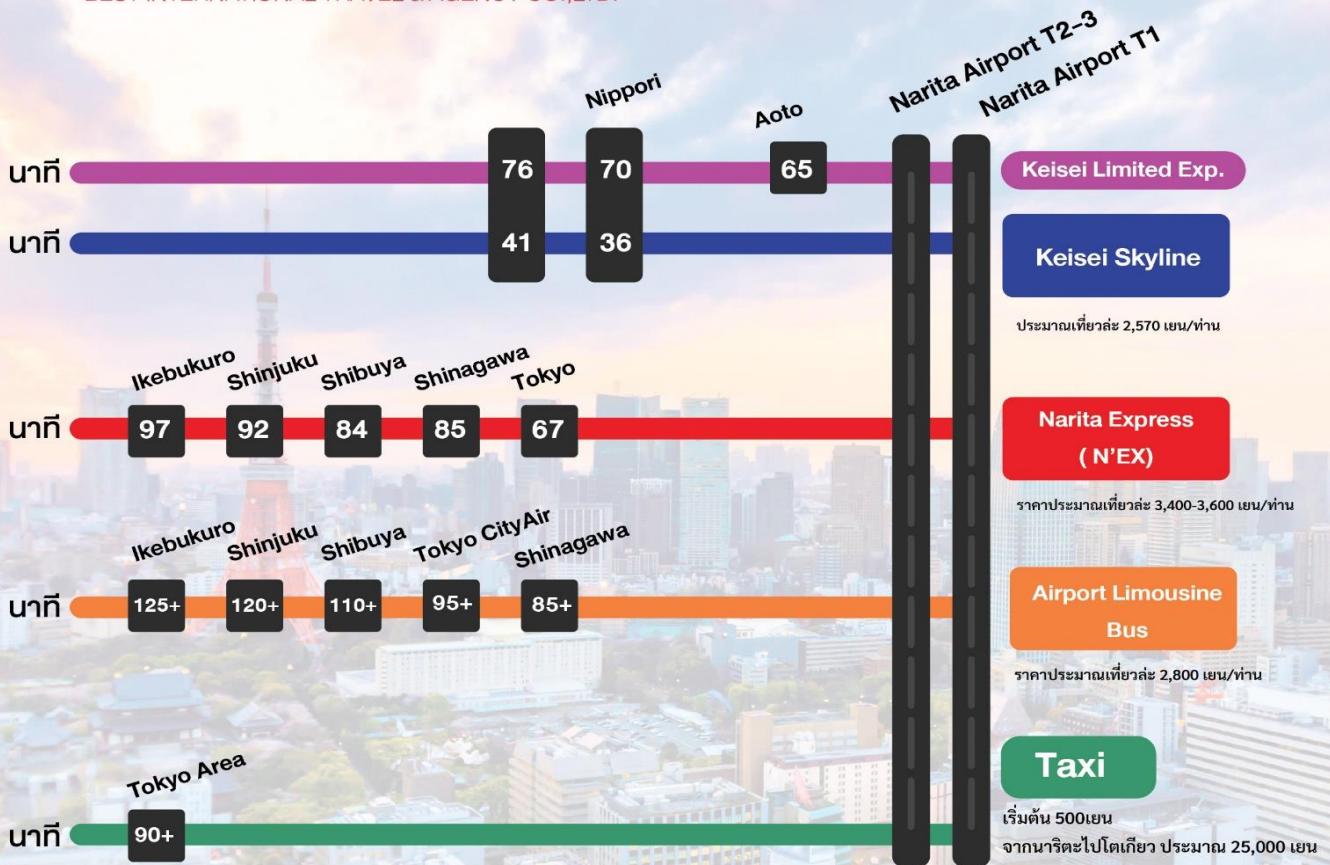 Narita Airport T2-3
Narita Airport T1
Nippori
Aoto
นาที
76
70
65
Keisei Limited Exp.
นาที
41
36
Keisei Skyline
ประมาณเที่ยวล่ะ 2,570 เยน/ท่าน
Ikebukuro
Shinjuku
Shibuya
Shinagawa
Tokyo
นาที
97
92
84
85
67
Narita Express
( N'EX)
ราคาประมาณเที่ยวล่ะ 3,400-3,600 เยน/ท่าน
Ikebukuro
Shinjuku
Shibuya
Tokyo CityAir
Shinagawa
นาที
125+
120+
110+
95+
85+
Airport Limousine
Bus
ราคาประมาณเที่ยวล่ะ 2,800 เยน/ท่าน
Tokyo Area
นาที
90+
Taxi
เริ่มต้น 500เยน
จากนาริตะไปโตเกียว ประมาณ 25,000 เยน